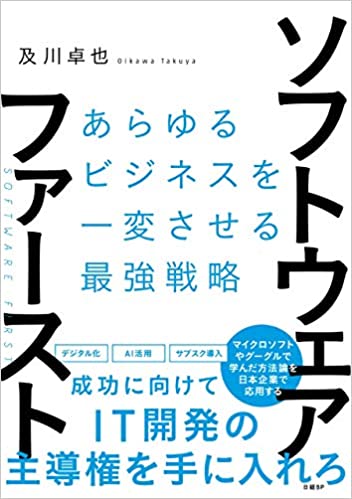 及川卓也
Oikawa Takuya
ソフトウェア
ファースト
SOFTWARE FIRST
あらゆる
ビジネスを
一変させる
最強戦略
デジタル化
AI活用
サブスク導入
マイクロソフト
やグーグルで
学んだ方法論を
日本企業で
応用する
成功に向けて
IT開発の
主導権を手に入れろ
日経BP